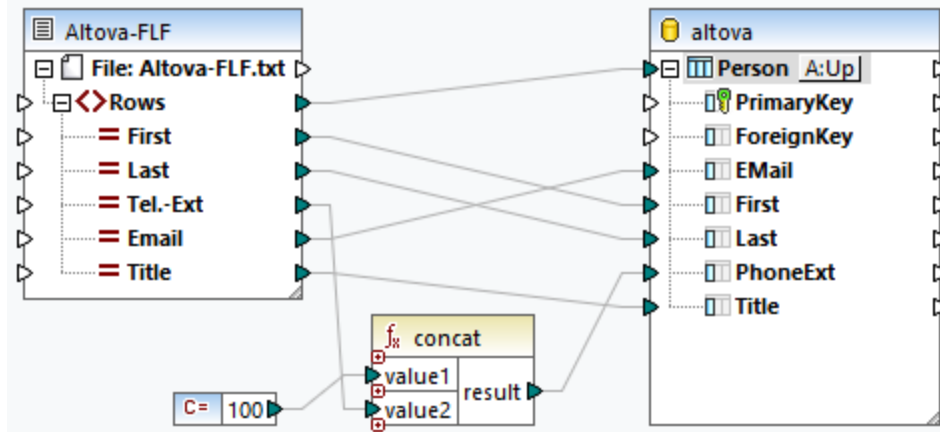 Altova-FLF
File: Altova-FLF.txt
Rows
First
Last
Tel.-Ext
Email
Title
fx concat
value1
value2
result
C= 100
altova
Person A:Up
PrimaryKey
ForeignKey
EMail
First
Last
PhoneExt
Title